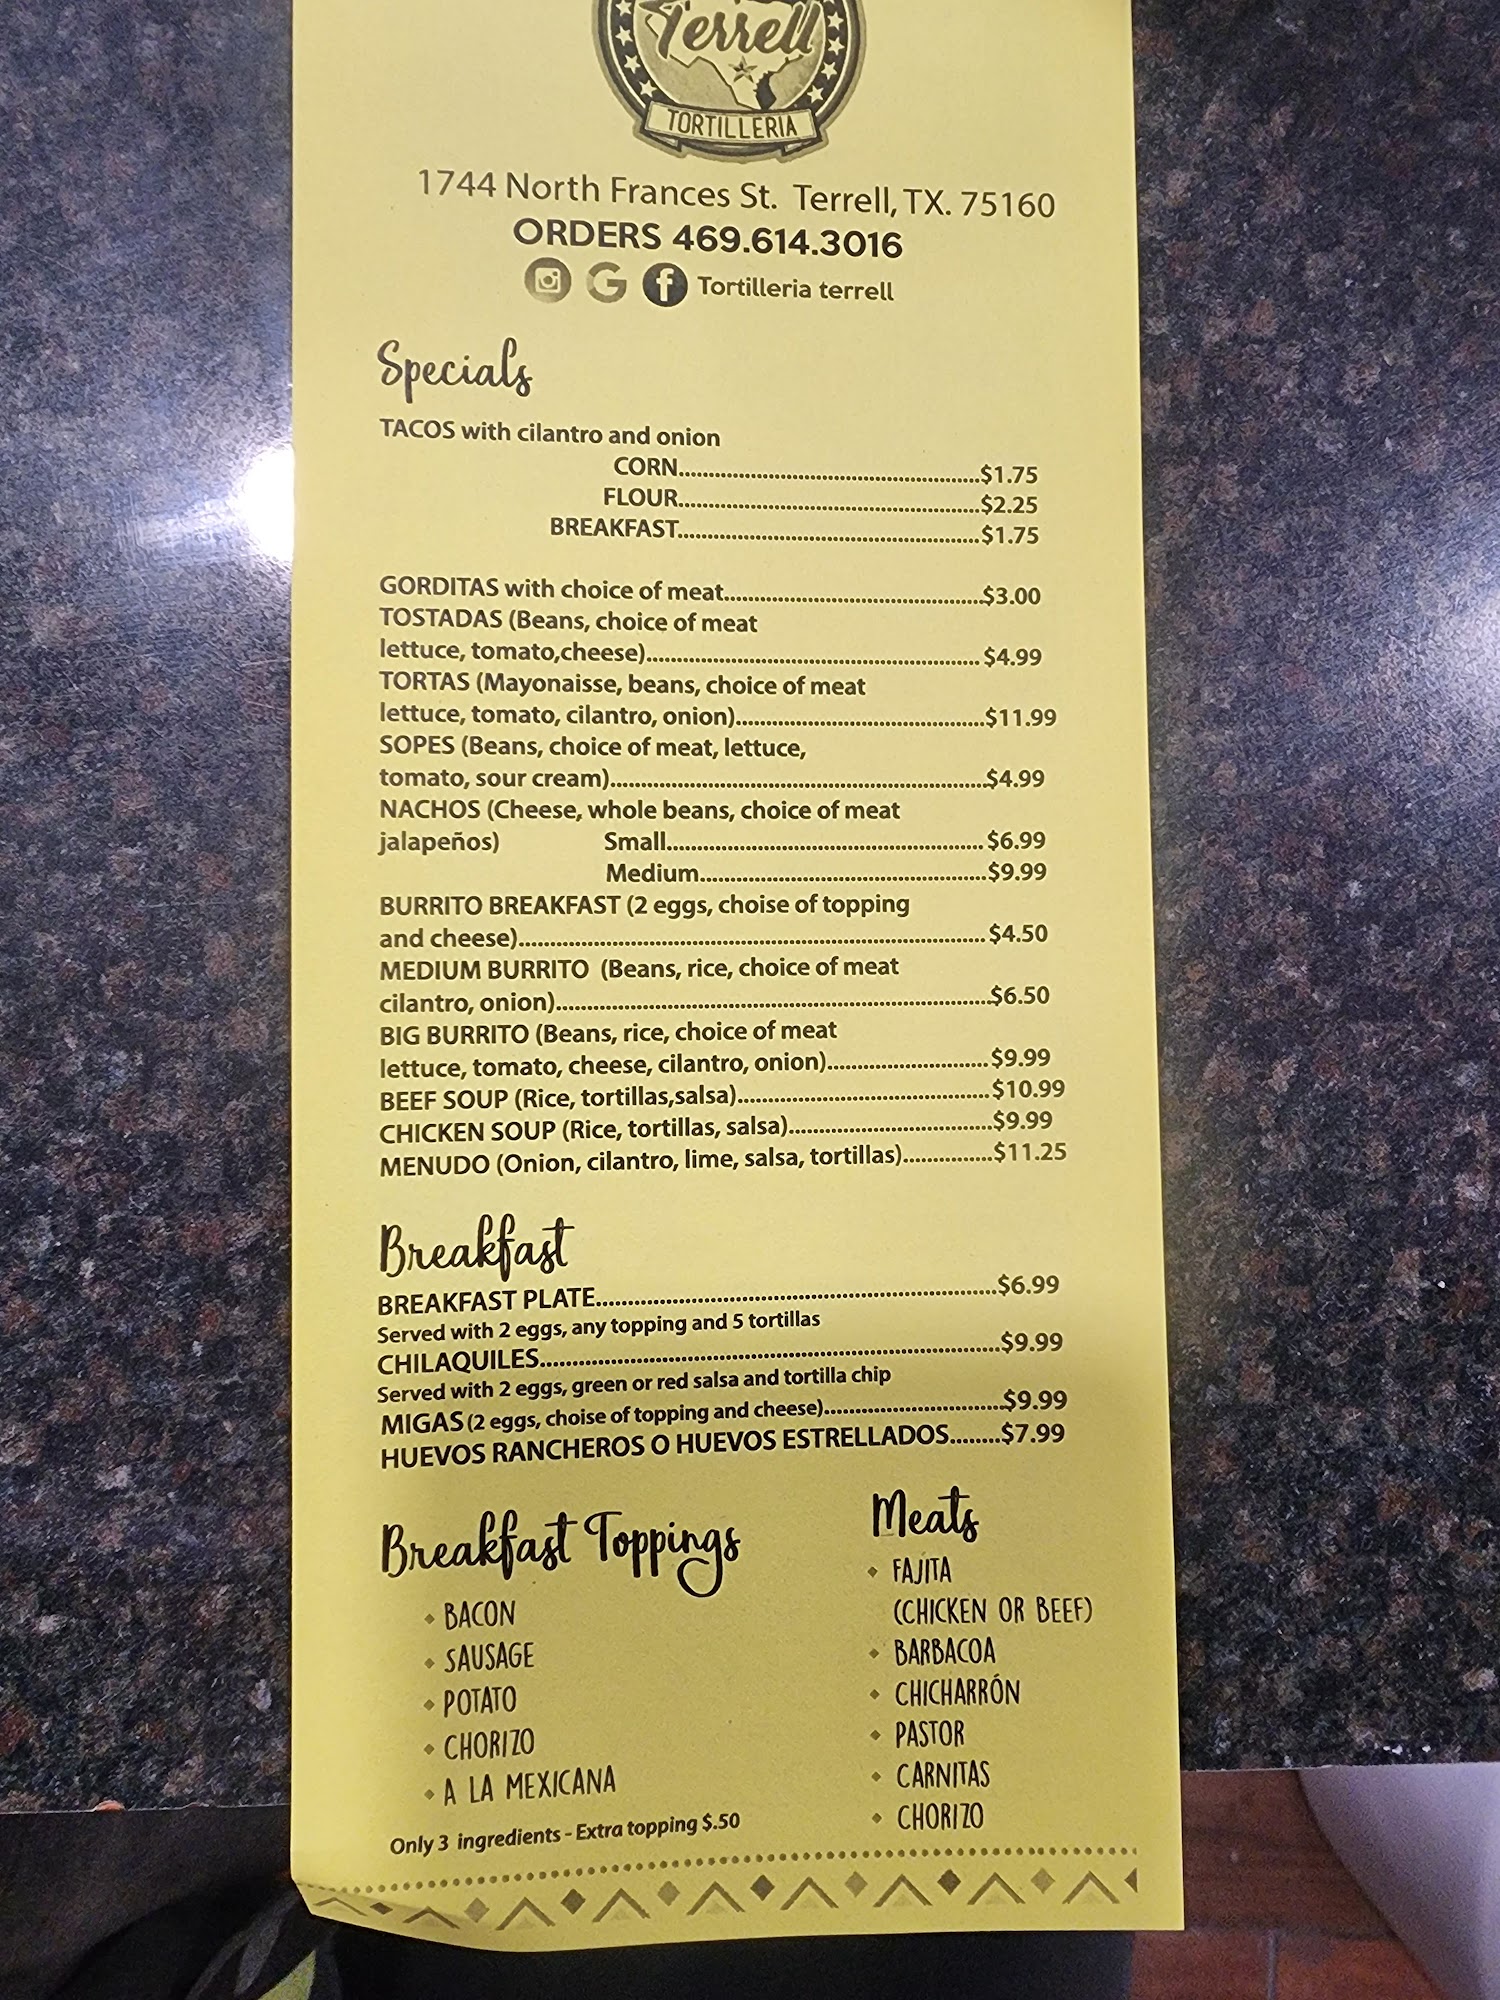 Terrell
TORTILLERIA
1744 North Frances St. Terrell, TX. 75160
ORDERS 469.614.3016
Tortilleria terrell
Specials
TACOS with cilantro and onion
CORN..................................................$1.75
FLOUR..................................................$2.25
BREAKFAST..................................................$1.75
GORDITAS with choice of meat...........................................$3.00
TOSTADAS (Beans, choice of meat
lettuce, tomato,cheese)....................................................... $4.99
TORTAS (Mayonaisse, beans, choice of meat
lettuce, tomato, cilantro, onion).........................................$11.99
SOPES (Beans, choice of meat, lettuce,
tomato, sour cream)..............................................................$4.99
NACHOS (Cheese, whole beans, choice of meat
jalapeños) Small.................................................... $6.99
Medium...............................................$9.99
BURRITO BREAKFAST (2 eggs, choise of topping
and cheese)............................................................................. $4.50
MEDIUM BURRITO (Beans, rice, choice of meat
cilantro, onion).......................................................................$6.50
BIG BURRITO (Beans, rice, choice of meat
lettuce, tomato, cheese, cilantro, onion)..........................$9.99
BEEF SOUP (Rice, tortillas,salsa)......................................... $10.99
CHICKEN SOUP (Rice, tortillas, salsa).................................$9.99
MENUDO (Onion, cilantro, lime, salsa, tortillas)...............$11.25
Breakfast
BREAKFAST PLATE.................................................................$6.99
Served with 2 eggs, any topping and 5 tortillas
CHILAQUILES...........................................................................$9.99
Served with 2 eggs, green or red salsa and tortilla chip
MIGAS (2 eggs, choise of topping and cheese)..............................$9.99
HUEVOS RANCHEROS O HUEVOS ESTRELLADOS........$7.99
Breakfast Toppings
• BACON
• SAUSAGE
• POTATO
• CHORIZO
• A LA MEXICANA
Only 3 ingredients - Extra topping $.50
Meats
• FAJITA
(CHICKEN OR BEEF)
• BARBACOA
• CHICHARRÓN
• PASTOR
• CARNITAS
• CHORIZO